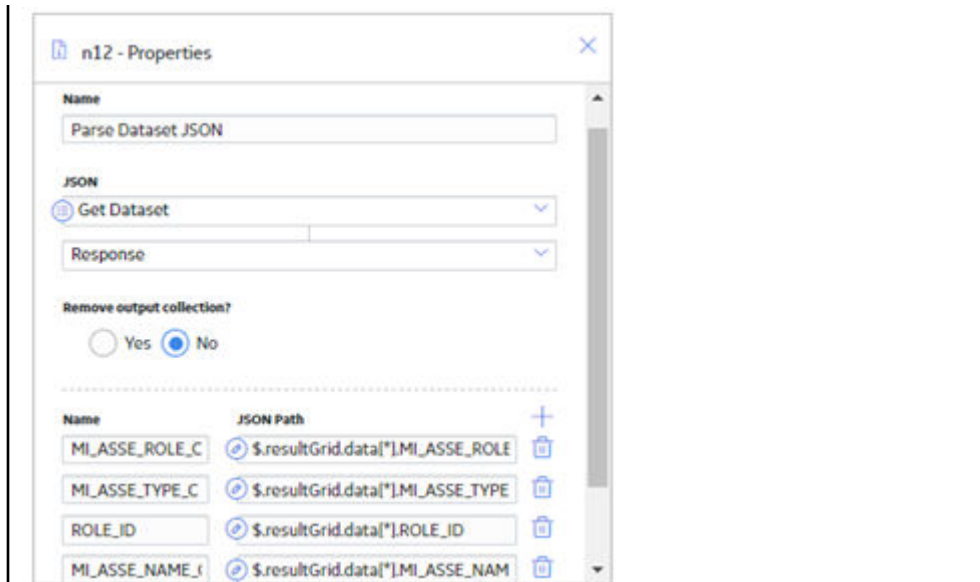 n12 - Properties
Name
Parse Dataset JSON
JSON
Get Dataset
Response
Remove output collection?
Yes No
Name JSON Path
MI_ASSE_ROLE_C $.resultGrid.data[*].MI_ASSE_ROLE
MI_ASSE_TYPE_C $.resultGrid.data[*].MI_ASSE_TYPE
ROLE_ID $.resultGrid.data[*].ROLE_ID
MI_ASSE_NAME_( $.resultGrid.data[*].MI_ASSE_NAM